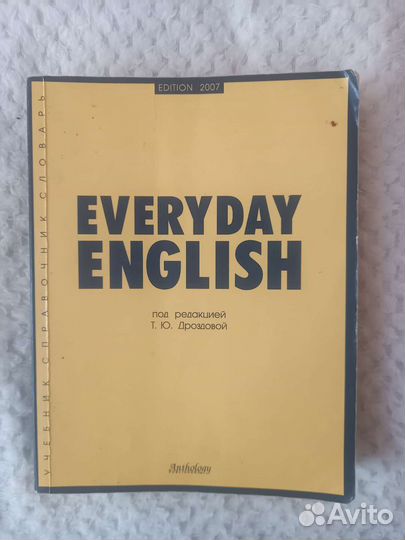 EDITION 2007
УЧЕБНИК СПРАВОЧНИК СЛОВАРЬ
EVERYDAY
ENGLISH
под редакцией
Т. Ю. Дроздовой
Anthology
Avito